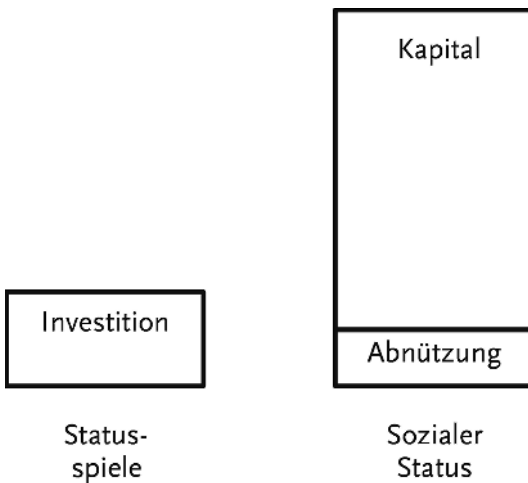 Kapital
Investition
Abnützung
Status-
spiele
Sozialer
Status